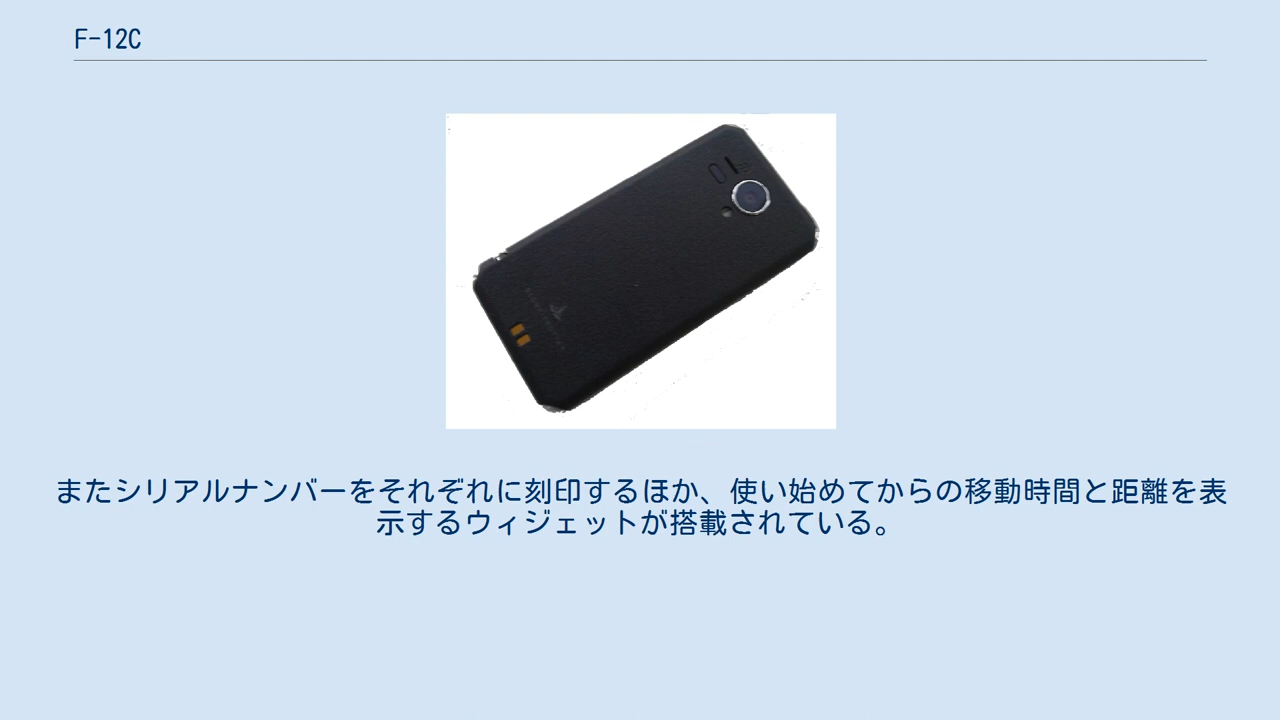 F-12C
またシリアルナンバーをそれぞれに刻印するほか、使い始めてからの移動時間と距離を表
示するウィジェットが搭載されている。